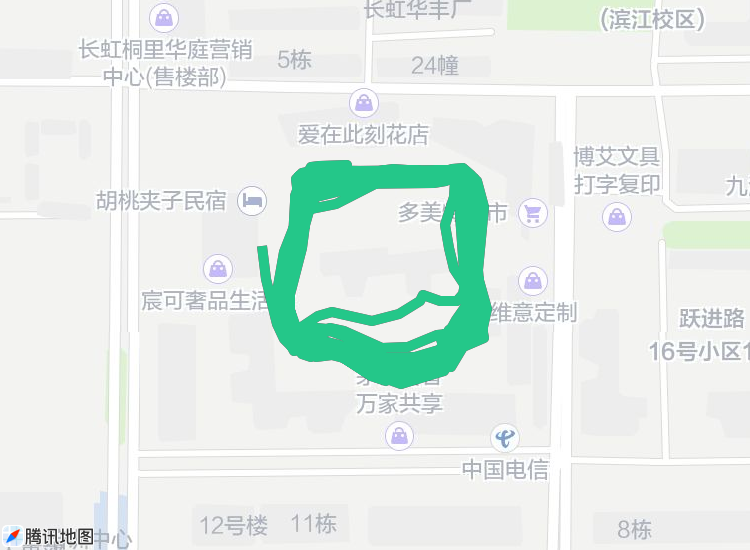 长虹华丰厂
(滨江校区)
长虹桐里华庭营销
中心(售楼部)
5栋
24幢
爱在此刻花店
博艾文具
打字复印
九
胡桃夹子民宿
多美
市
宸可奢品生活
维意定制
跃进路
16号小区1
万家共享
中国电信
12号楼
11栋
8栋
中心
腾讯地图